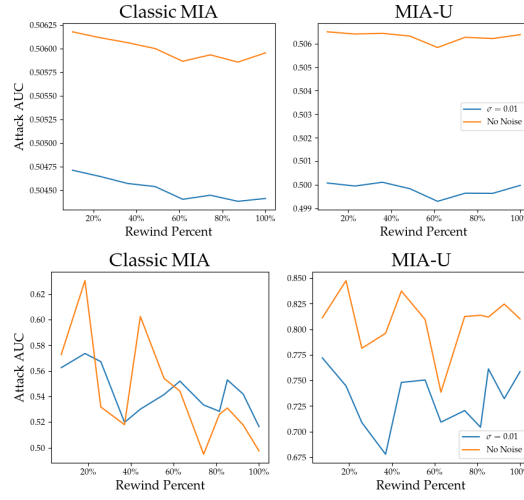 Classic MIA
MIA-U
Attack AUC
0.50625
0.50600
0.50575
0.50550
0.50525
0.50500
0.50475
0.50450
20% 40% 60% 80% 100%
Rewind Percent
0.506
0.505
0.504
0.503
0.502
0.501
0.500
0.499
σ = 0.01
No Noise
20% 40% 60% 80% 100%
Rewind Percent
Classic MIA
MIA-U
Attack AUC
0.62
0.60
0.58
0.56
0.54
0.52
0.50
20% 40% 60% 80% 100%
Rewind Percent
0.850
0.825
0.800
0.775
0.750
0.725
0.700
0.675
σ = 0.01
No Noise
20% 40% 60% 80% 100%
Rewind Percent